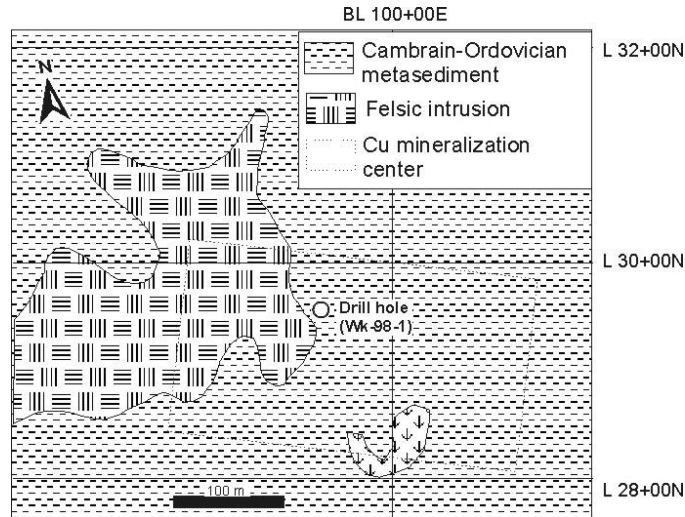 BL 100+00E
L 32+00N
Cambrain-Ordovician
metasediment
N
Felsic intrusion
Cu mineralization
center
L 30+00N
Drill hole
(Wk-98-1)
L 28+00N
100 m